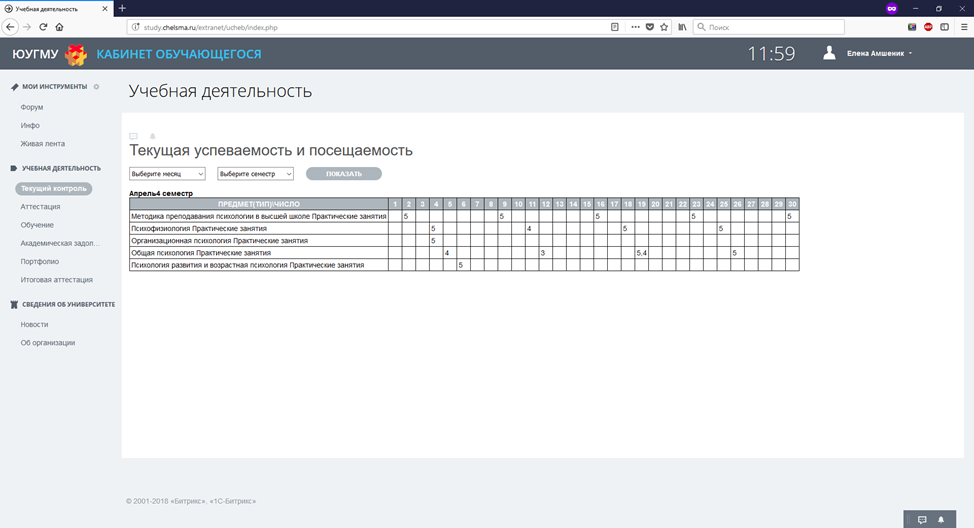 Учебная деятельность
study.chelsma.ru/extranet/ucheb/index.php
Поиск
ЮУГМУ КАБИНЕТ ОБУЧАЮЩЕГОСЯ 11:59 Елена Амшеник
МОИ ИНСТРУМЕНТЫ
Форум
Инфо
Живая лента
УЧЕБНАЯ ДЕЯТЕЛЬНОСТЬ
Текущий контроль
Аттестация
Обучение
Академическая задол...
Портфолио
Итоговая аттестация
СВЕДЕНИЯ ОБ УНИВЕРСИТЕТЕ
Новости
Об организации
Учебная деятельность
Текущая успеваемость и посещаемость
Выберите месяц Выберите семестр ПОКАЗАТЬ
Апрель4 семестр
ПРЕДМЕТ(ТИП)\ЧИСЛО 1 2 3 4 5 6 7 8 9 10 11 12 13 14 15 16 17 18 19 20 21 22 23 24 25 26 27 28 29 30
Методика преподавания психологии в высшей школе Практические занятия 5 5 5 5 5
Психофизиология Практические занятия 5 4 5 5
Организационная психология Практические занятия 5
Общая психология Практические занятия 4 3 5,4 5
Психология развития и возрастная психология Практические занятия 5
© 2001-2018 «Битрикс», «1С-Битрикс»